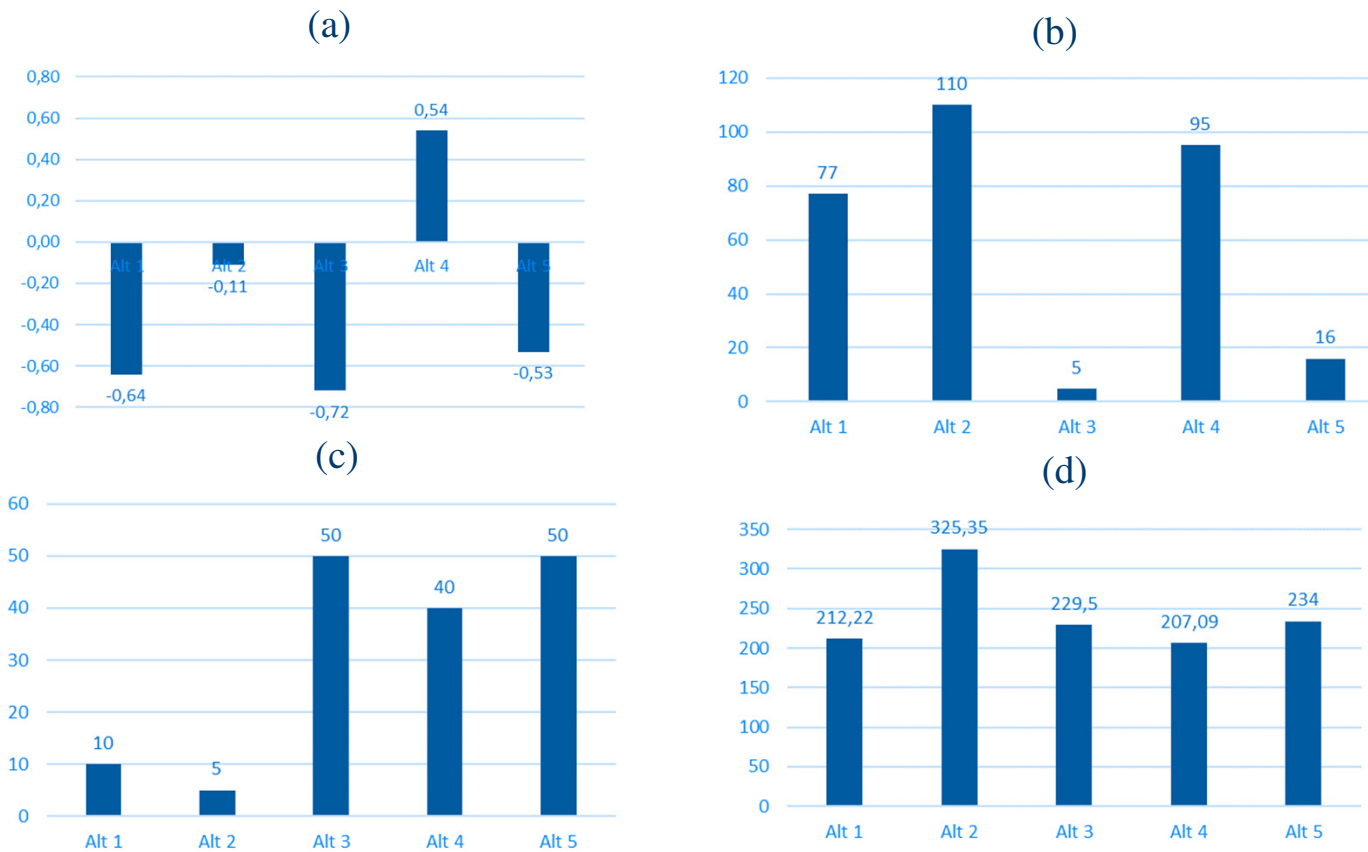 (a)
0,80
0,60
0,40
0,20
0,00
-0,20
-0,40
-0,60
-0,80
0,54
Alt 1
Alt 2
Alt 3
Alt 4
Alt 5
-0,11
-0,64
-0,72
-0,53
(b)
120
100
80
60
40
20
0
77
110
5
95
16
Alt 1
Alt 2
Alt 3
Alt 4
Alt 5
(c)
60
50
40
30
20
10
0
10
5
50
40
50
Alt 1
Alt 2
Alt 3
Alt 4
Alt 5
(d)
350
300
250
200
150
100
50
0
212,22
325,35
229,5
207,09
234
Alt 1
Alt 2
Alt 3
Alt 4
Alt 5